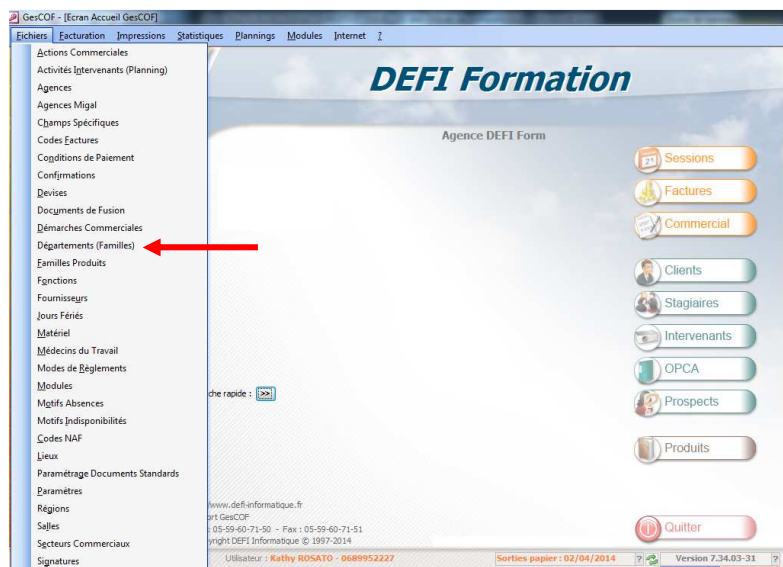 GesCOF - [Ecran Accueil GesCOF]
Fichiers Facturation Impressions Statistiques Plannings Modules Internet ?
Actions Commerciales
Activités Intervenants (Planning)
Agences
Agences Migal
Champs Spécifiques
Codes Factures
Conditions de Paiement
Confirmations
Devises
Documents de Fusion
Démarches Commerciales
Départements (Familles)
Familles Produits
Fonctions
Fournisseurs
Jours Fériés
Matériel
Médecins du Travail
Modes de Règlements
Modules
Motifs Absences
Motifs Indisponibilités
Codes NAF
Lieux
Paramétrage Documents Standards
Paramètres
Régions
Salles
Secteurs Commerciaux
Signatures
DEFI Formation
Agence DEFI Form
21
Sessions
Factures
Commercial
Clients
Stagiaires
Intervenants
OPCA
Prospects
Produits
Quitter
che rapide : >>
www.defi-informatique.fr
ort GesCOF
: 05-59-60-71-50 - Fax : 05-59-60-71-51
yright DEFI Informatique © 1997-2014
Utilisateur : Kathy ROSATO - 0689952227
Sorties papier : 02/04/2014
?
Version 7.34.03-31
?